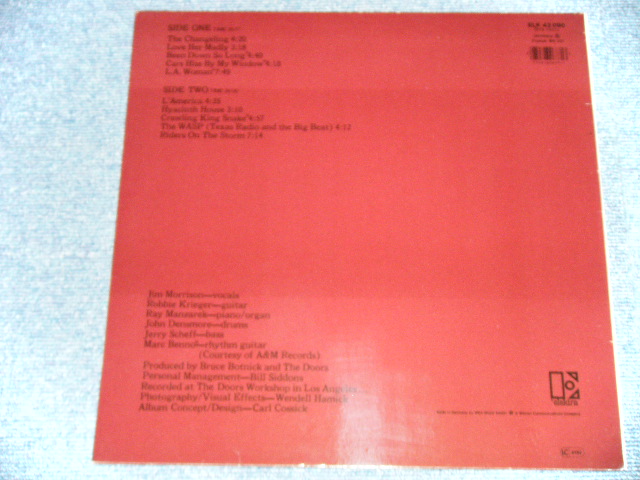 SIDE ONE
The Changeling 4:20
Love Her Madly 3:18
Been Down So Long 4:40
Cars Hiss By My Window 4:10
L.A. Woman 7:49
SIDE TWO
L'America 4:35
Hyacinth House 3:10
Crawling King Snake 4:57
The WASP (Texas Radio and the Big Beat) 4:12
Riders On The Storm 7:14
Jim Morrison—vocals
Robbie Krieger—guitar
Ray Manzarek—piano/organ
John Densmore—drums
Jerry Scheff—bass
Marc Benno—rhythm guitar
(Courtesy of A&M Records)
Produced by Bruce Botnick and The Doors
Personal Management—Bill Siddons
Recorded at The Doors Workshop in Los Angeles
Photography/Visual Effects—Wendell Hamick
Album Concept/Design—Carl Cossick
elektra